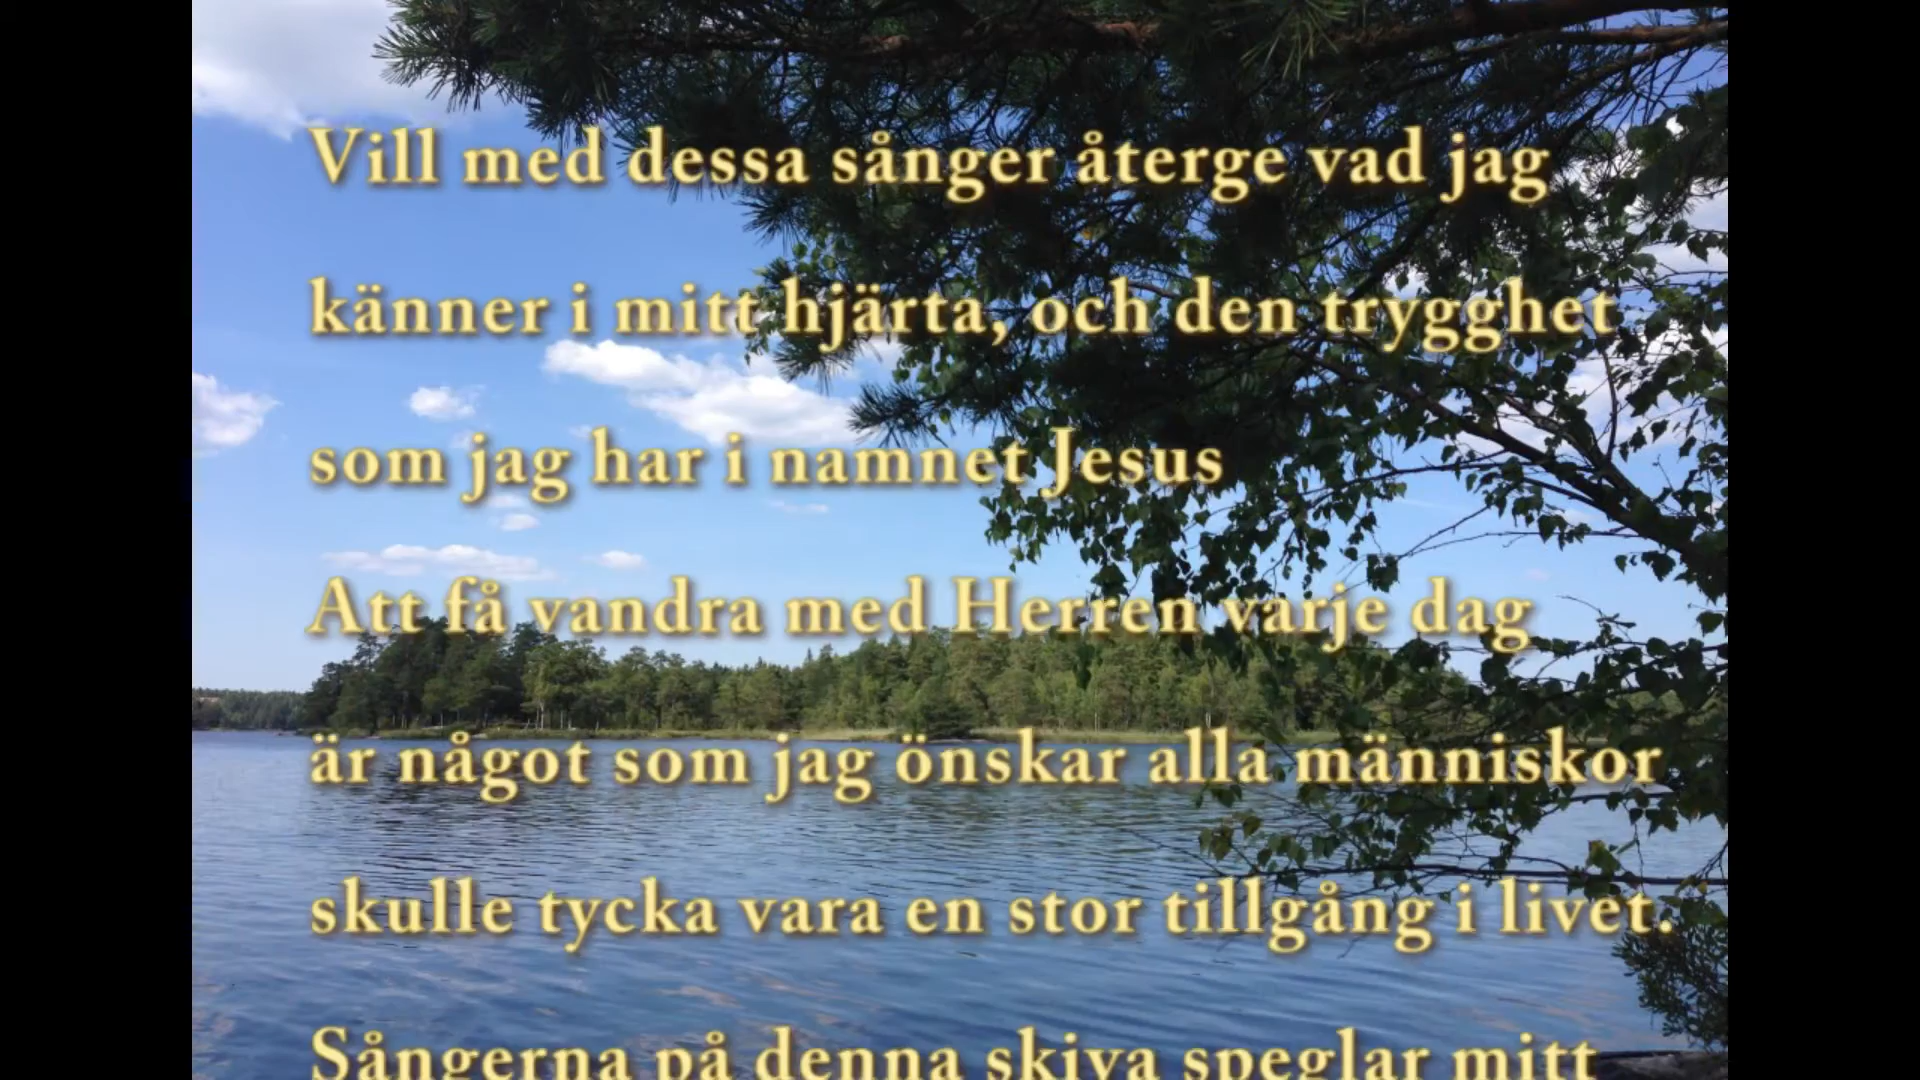 Vill med dessa sånger återge vad jag
känner i mitt hjärta, och den trygghet
som jag har i namnet Jesus
Att få vandra med Herren varje dag
är något som jag önskar alla människor
skulle tycka vara en stor tillgång i livet.
Sångerna på denna skiva speglar mitt